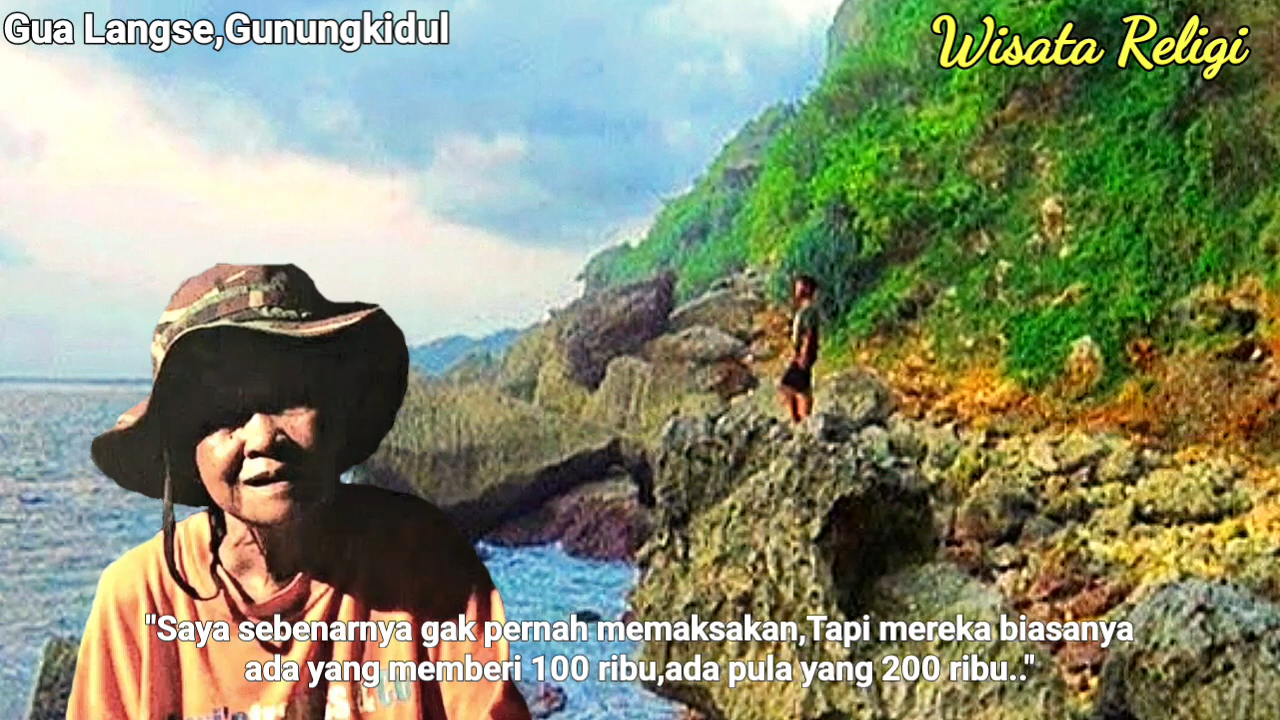 Gua Langse,Gunungkidul
Wisata Religi
"Saya sebenarnya gak pernah memaksakan,Tapi mereka biasanya
ada yang memberi 100 ribu,ada pula yang 200 ribu.."